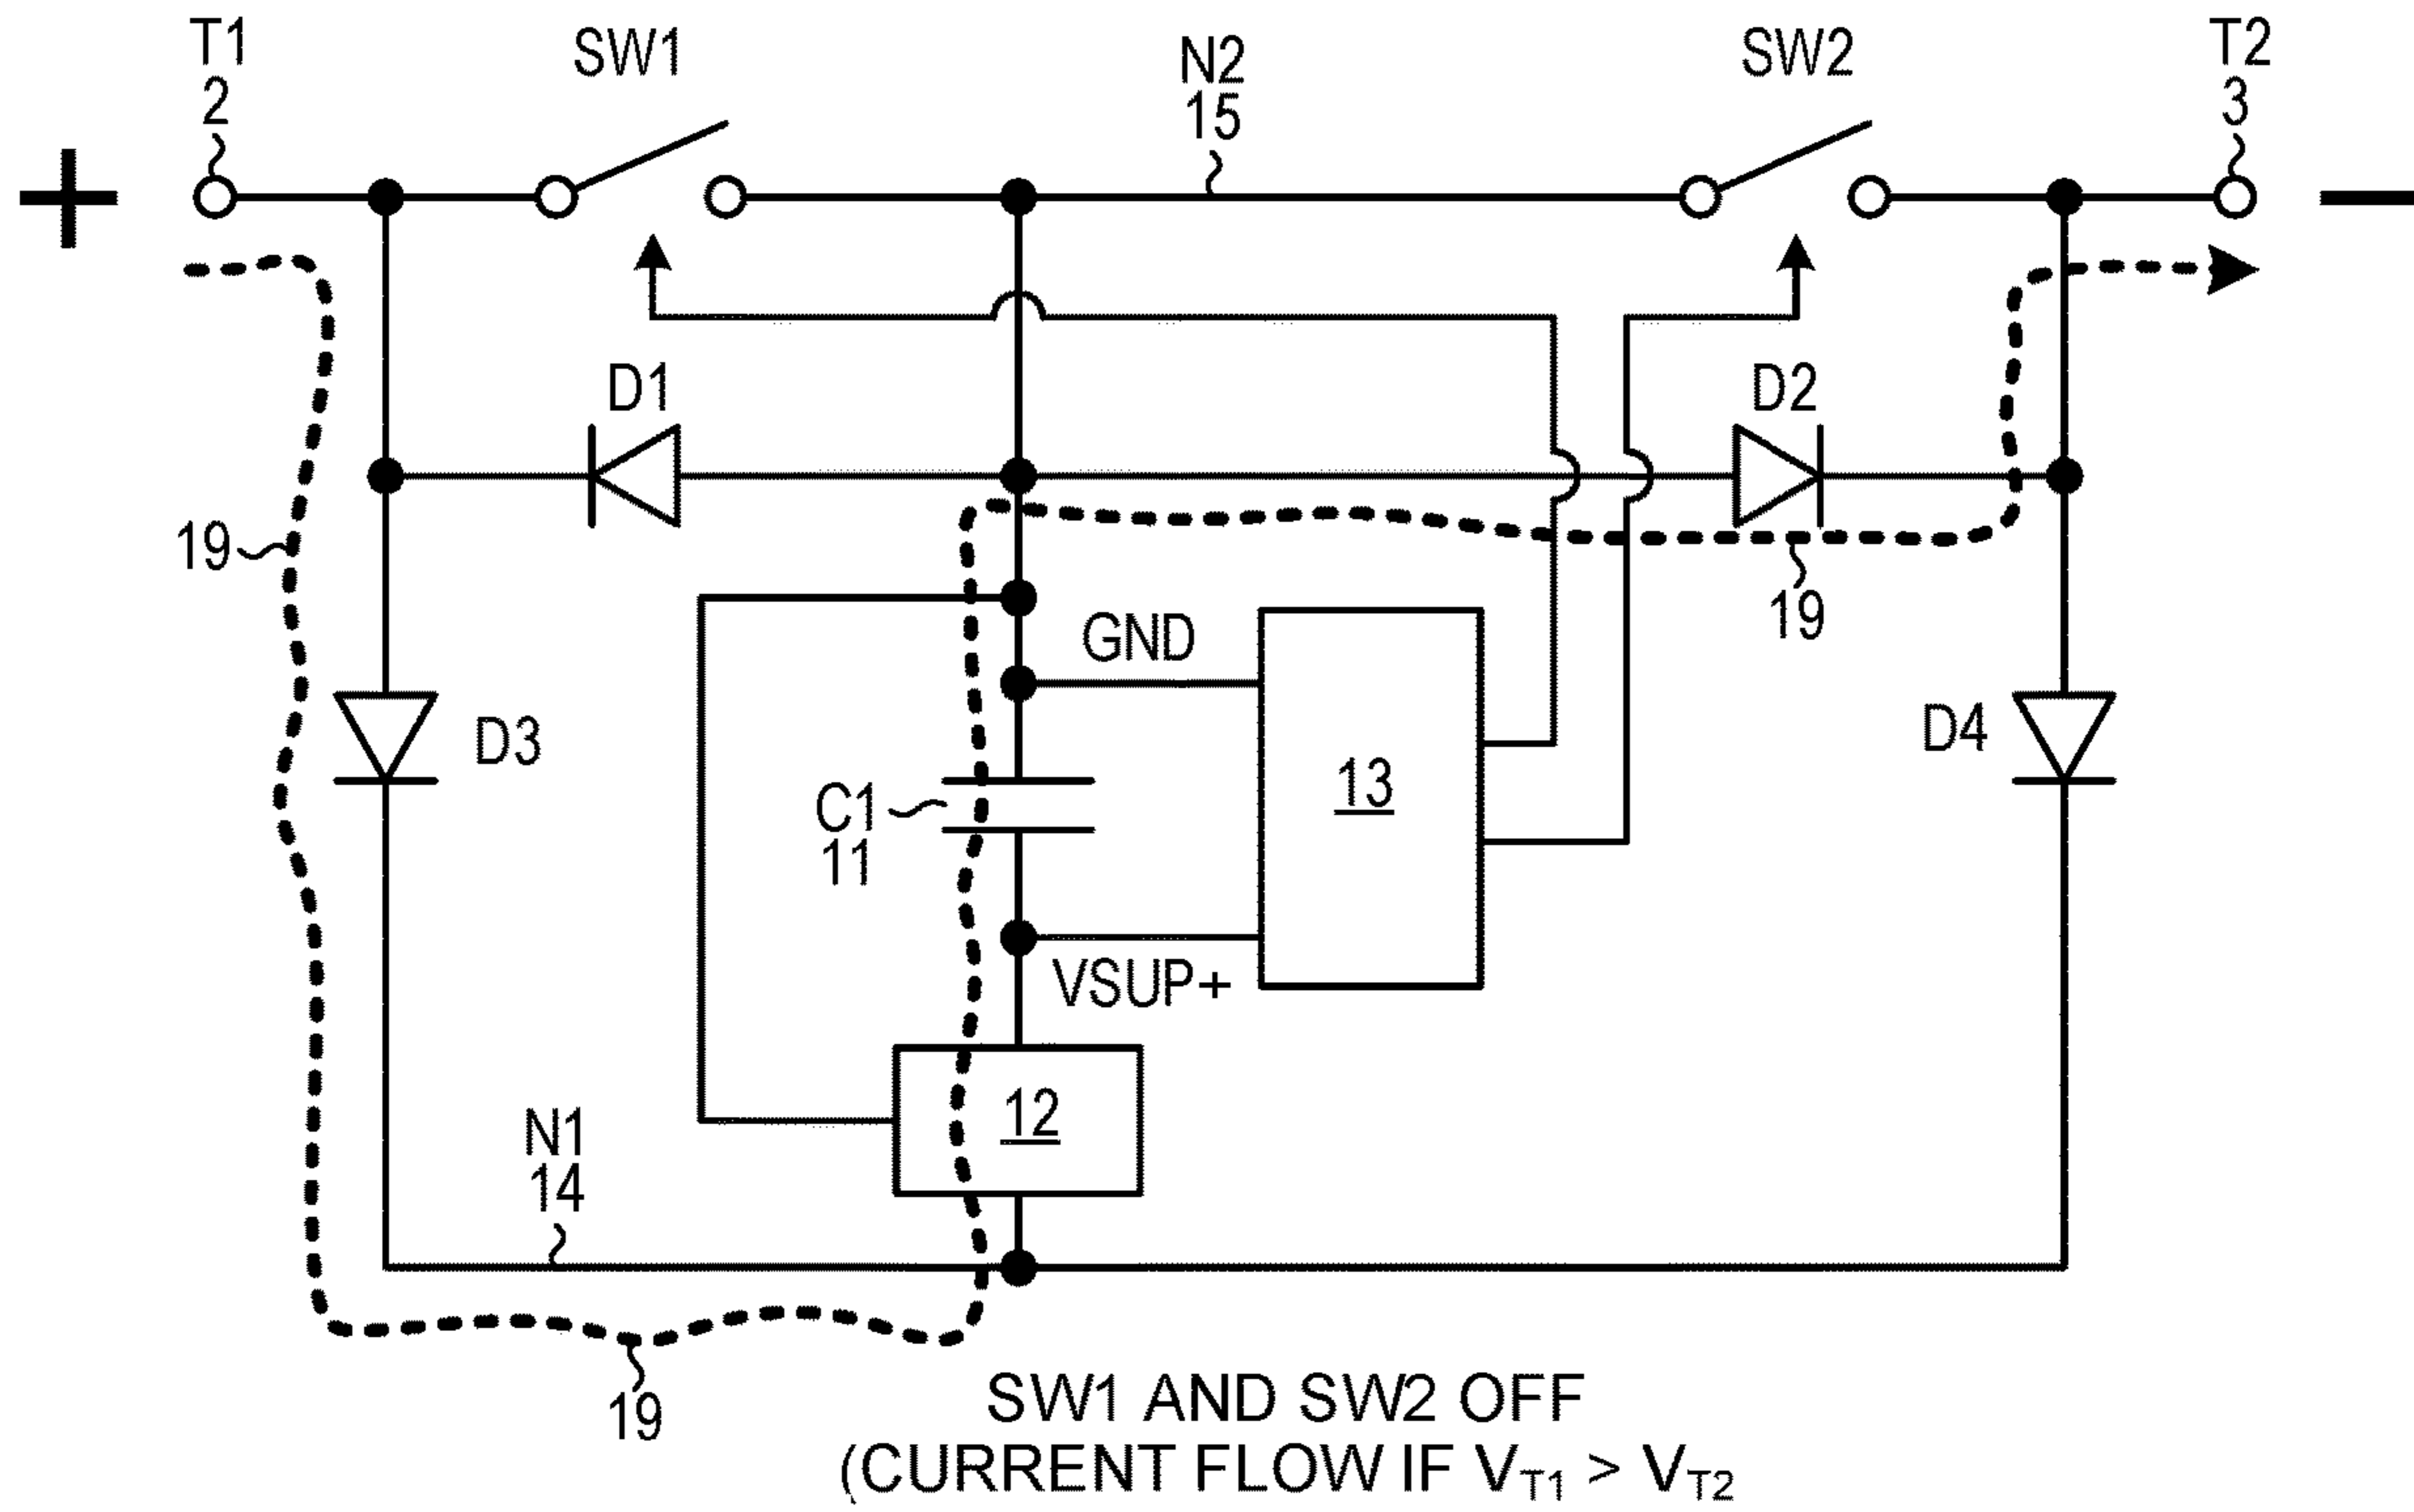 T1
2
SW1
N2
15
SW2
T2
3
+
−
D1
D2
19
19
GND
D3
D4
13
C1
11
VSUP+
12
N1
14
19
SW1 AND SW2 OFF
(CURRENT FLOW IF VT1 > VT2